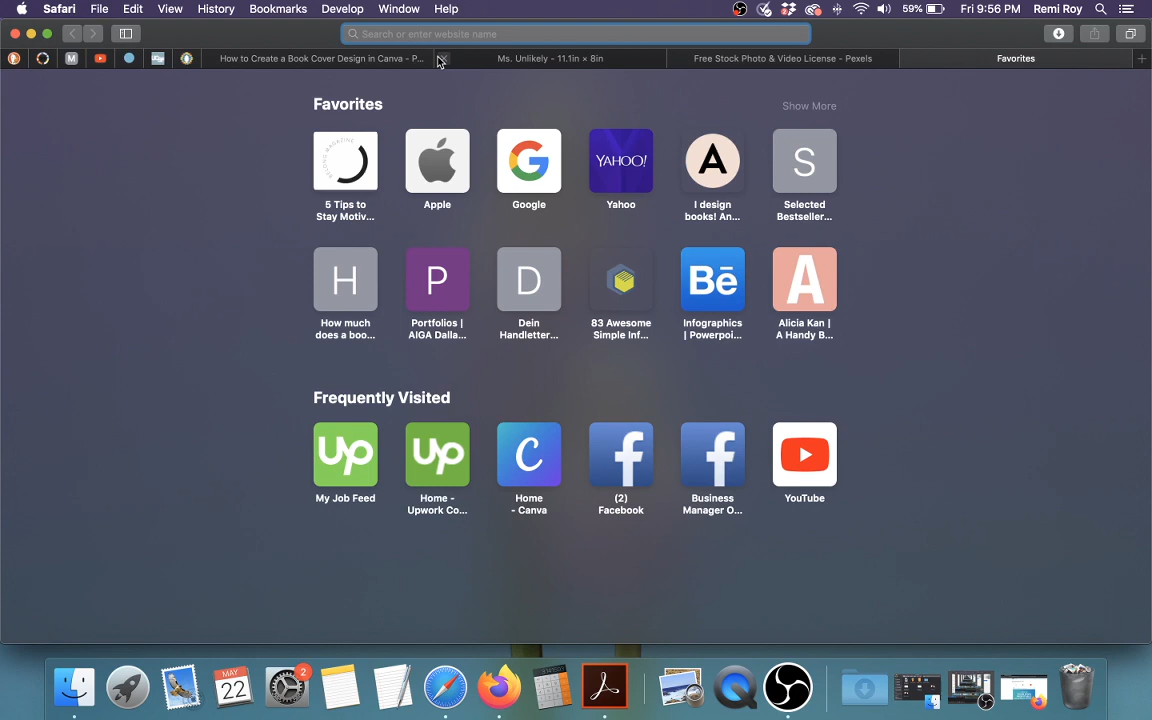 Safari File Edit View History Bookmarks Develop Window Help 59% Fri 9:56 PM Remi Roy
Search or enter website name
M How to Create a Book Cover Design in Canva - P... Ms. Unlikely - 11.1in × 8in Free Stock Photo & Video License - Pexels Favorites
Favorites Show More
G YAHOO! A S
5 Tips to Stay Motiv... Apple Google Yahoo I design books! An... Selected Bestseller...
H P D Bē A
How much does a boo... Portfolios | AIGA Dalla... Dein Handletter... 83 Awesome Simple Inf... Infographics | Powerpoi... Alicia Kan | A Handy B...
Frequently Visited
Up Up C f f
My Job Feed Home - Upwork Co... Home - Canva (2) Facebook Business Manager O... YouTube
MAY 22 2